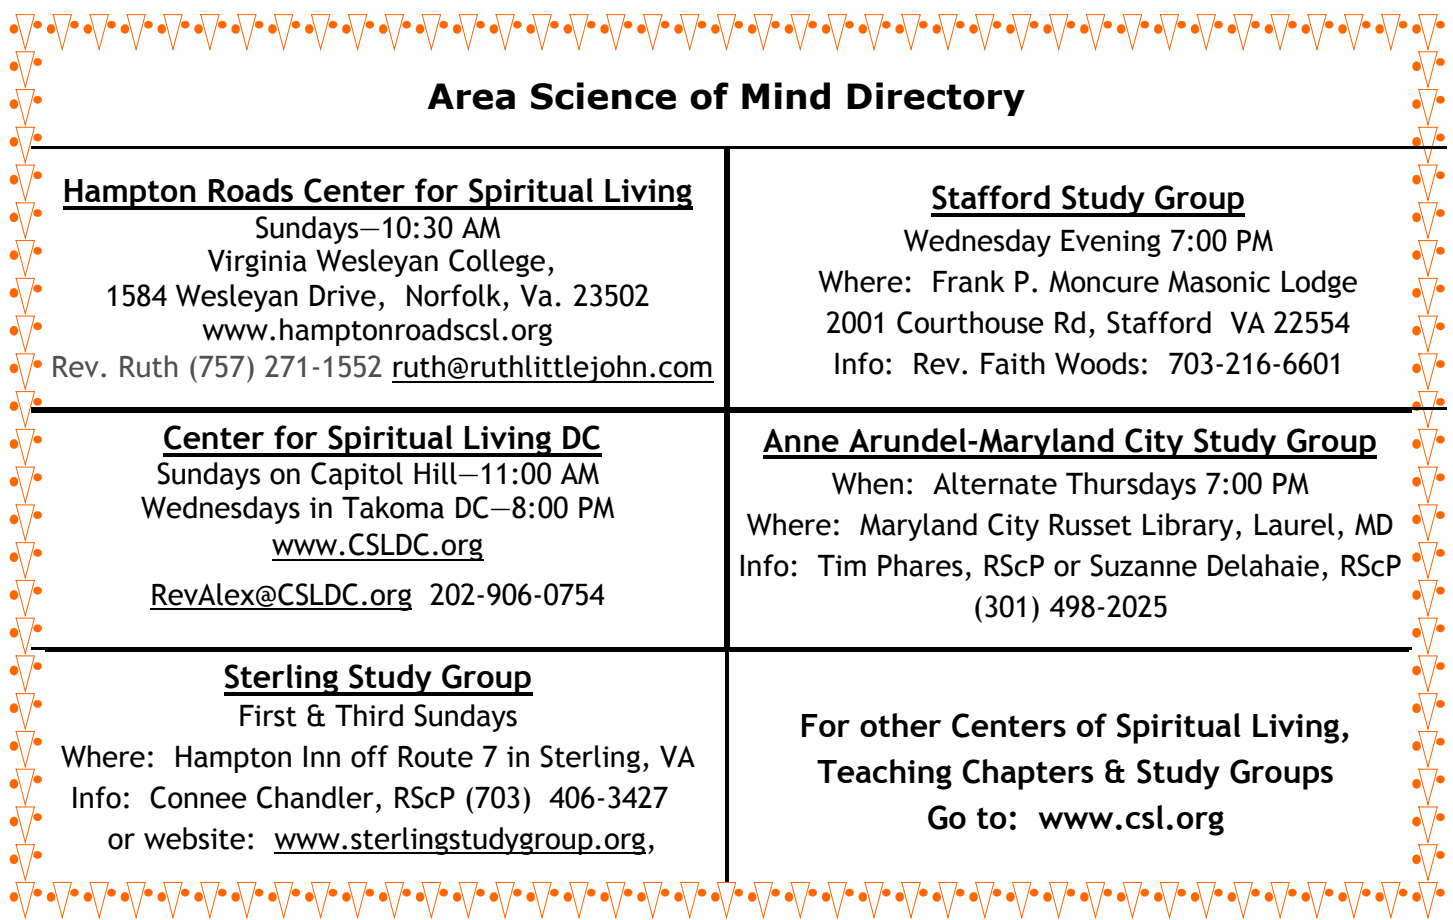 Area Science of Mind Directory
Hampton Roads Center for Spiritual Living
Sundays—10:30 AM
Virginia Wesleyan College,
1584 Wesleyan Drive,  Norfolk, Va. 23502
www.hamptonroadscsl.org
Rev. Ruth (757) 271-1552 ruth@ruthlittlejohn.com
Stafford Study Group
Wednesday Evening 7:00 PM
Where:  Frank P. Moncure Masonic Lodge
2001 Courthouse Rd, Stafford  VA 22554
Info:  Rev. Faith Woods:  703-216-6601
Center for Spiritual Living DC
Sundays on Capitol Hill—11:00 AM
Wednesdays in Takoma DC—8:00 PM
www.CSLDC.org
RevAlex@CSLDC.org  202-906-0754
Anne Arundel-Maryland City Study Group
When:  Alternate Thursdays 7:00 PM
Where:  Maryland City Russet Library, Laurel, MD
Info:  Tim Phares, RScP or Suzanne Delahaie, RScP
(301) 498-2025
Sterling Study Group
First & Third Sundays
Where:  Hampton Inn off Route 7 in Sterling, VA
Info:  Connee Chandler, RScP (703)  406-3427
or website:  www.sterlingstudygroup.org,
For other Centers of Spiritual Living,
Teaching Chapters & Study Groups
Go to:  www.csl.org